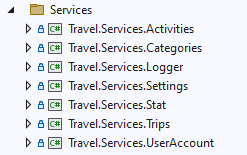 Services
C# Travel.Services.Activities
C# Travel.Services.Categories
C# Travel.Services.Logger
C# Travel.Services.Settings
C# Travel.Services.Stat
C# Travel.Services.Trips
C# Travel.Services.UserAccount